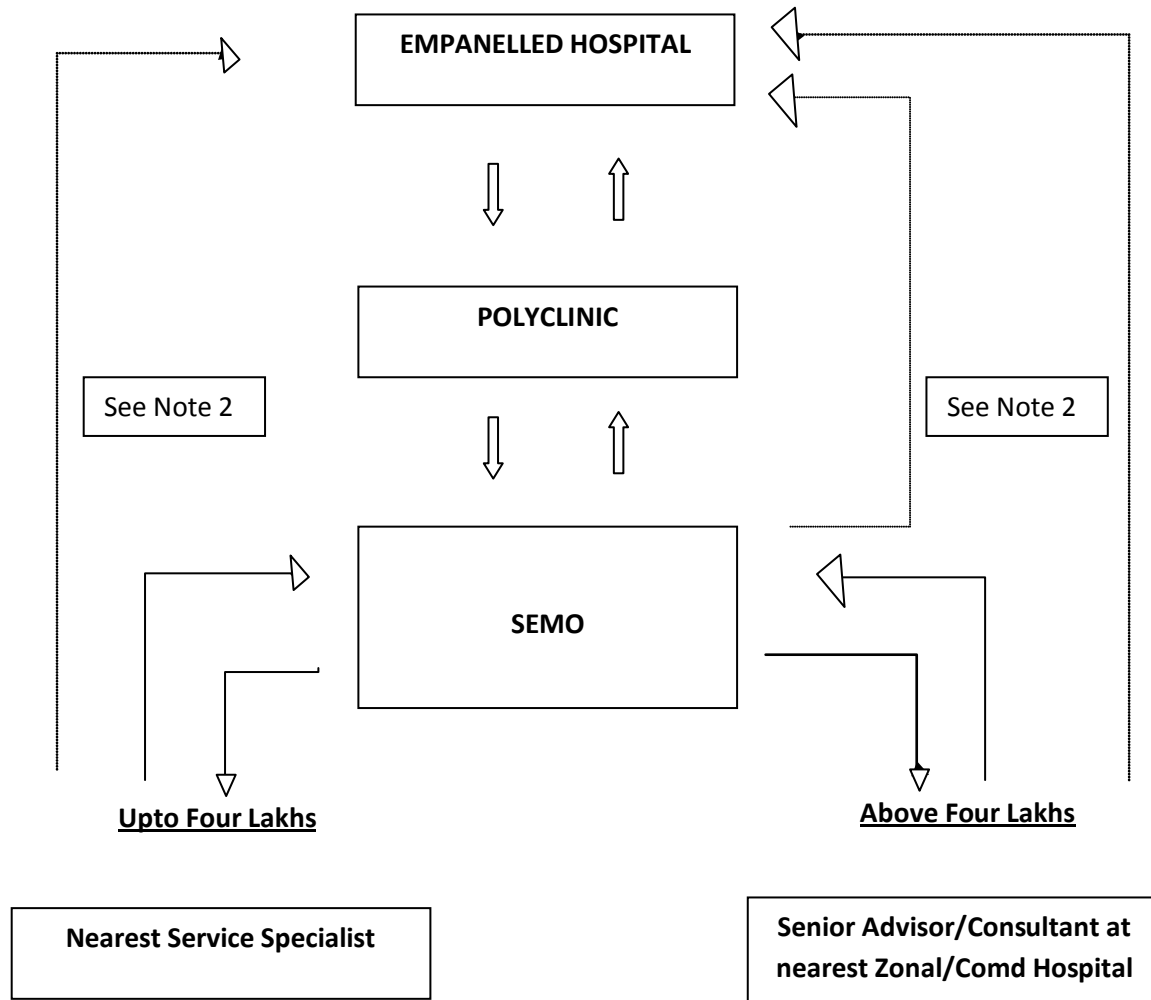 EMPANELLED HOSPITAL
POLYCLINIC
See Note 2
See Note 2
SEMO
Upto Four Lakhs
Above Four Lakhs
Nearest Service Specialist
Senior Advisor/Consultant at
nearest Zonal/Comd Hospital